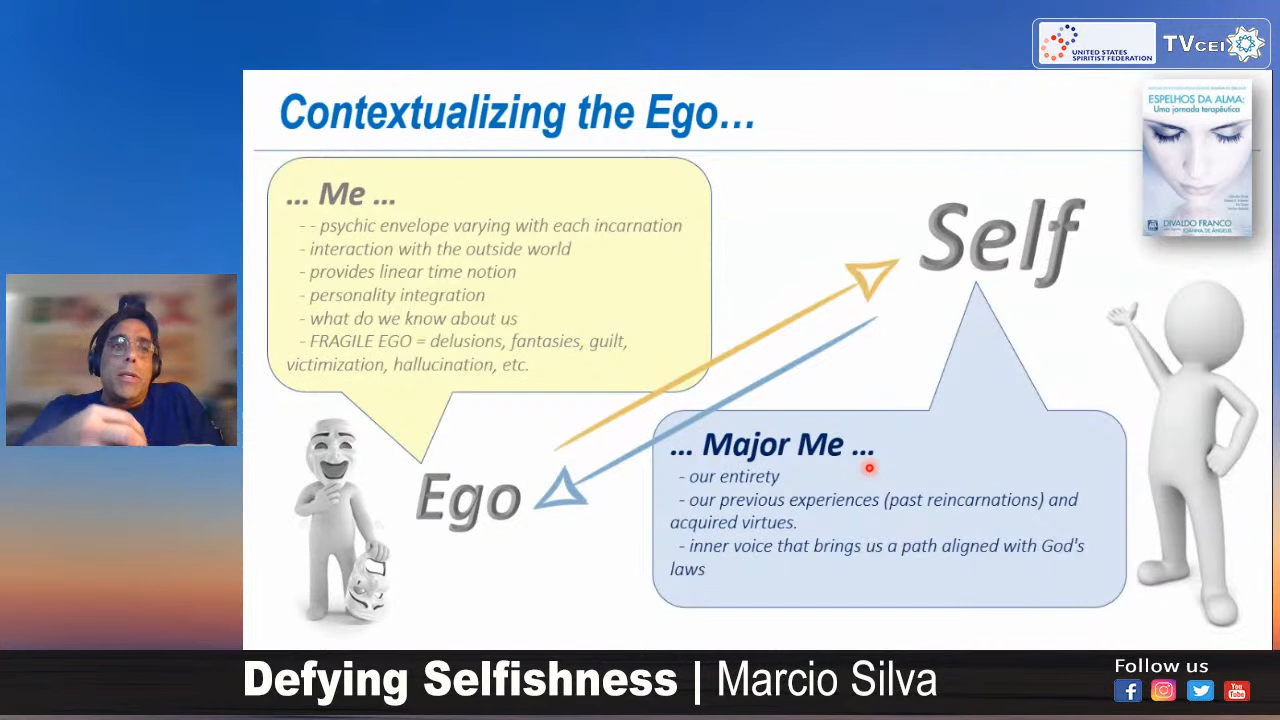 UNITED STATES
SPIRITIST FEDERATION
TVCEI
Contextualizing the Ego…
ESPELHOS DA ALMA:
Uma jornada terapêutica
... Me ...
- - psychic envelope varying with each incarnation
- interaction with the outside world
- provides linear time notion
- personality integration
- what do we know about us
- FRAGILE EGO = delusions, fantasies, guilt,
victimization, hallucination, etc.
Self
DIVALDO FRANCO
JOANNA DE ÂNGELIS
Ego
... Major Me ...
- our entirety
- our previous experiences (past reincarnations) and
acquired virtues.
- inner voice that brings us a path aligned with God's
laws
Defying Selfishness | Marcio Silva
Follow us
You
Tube